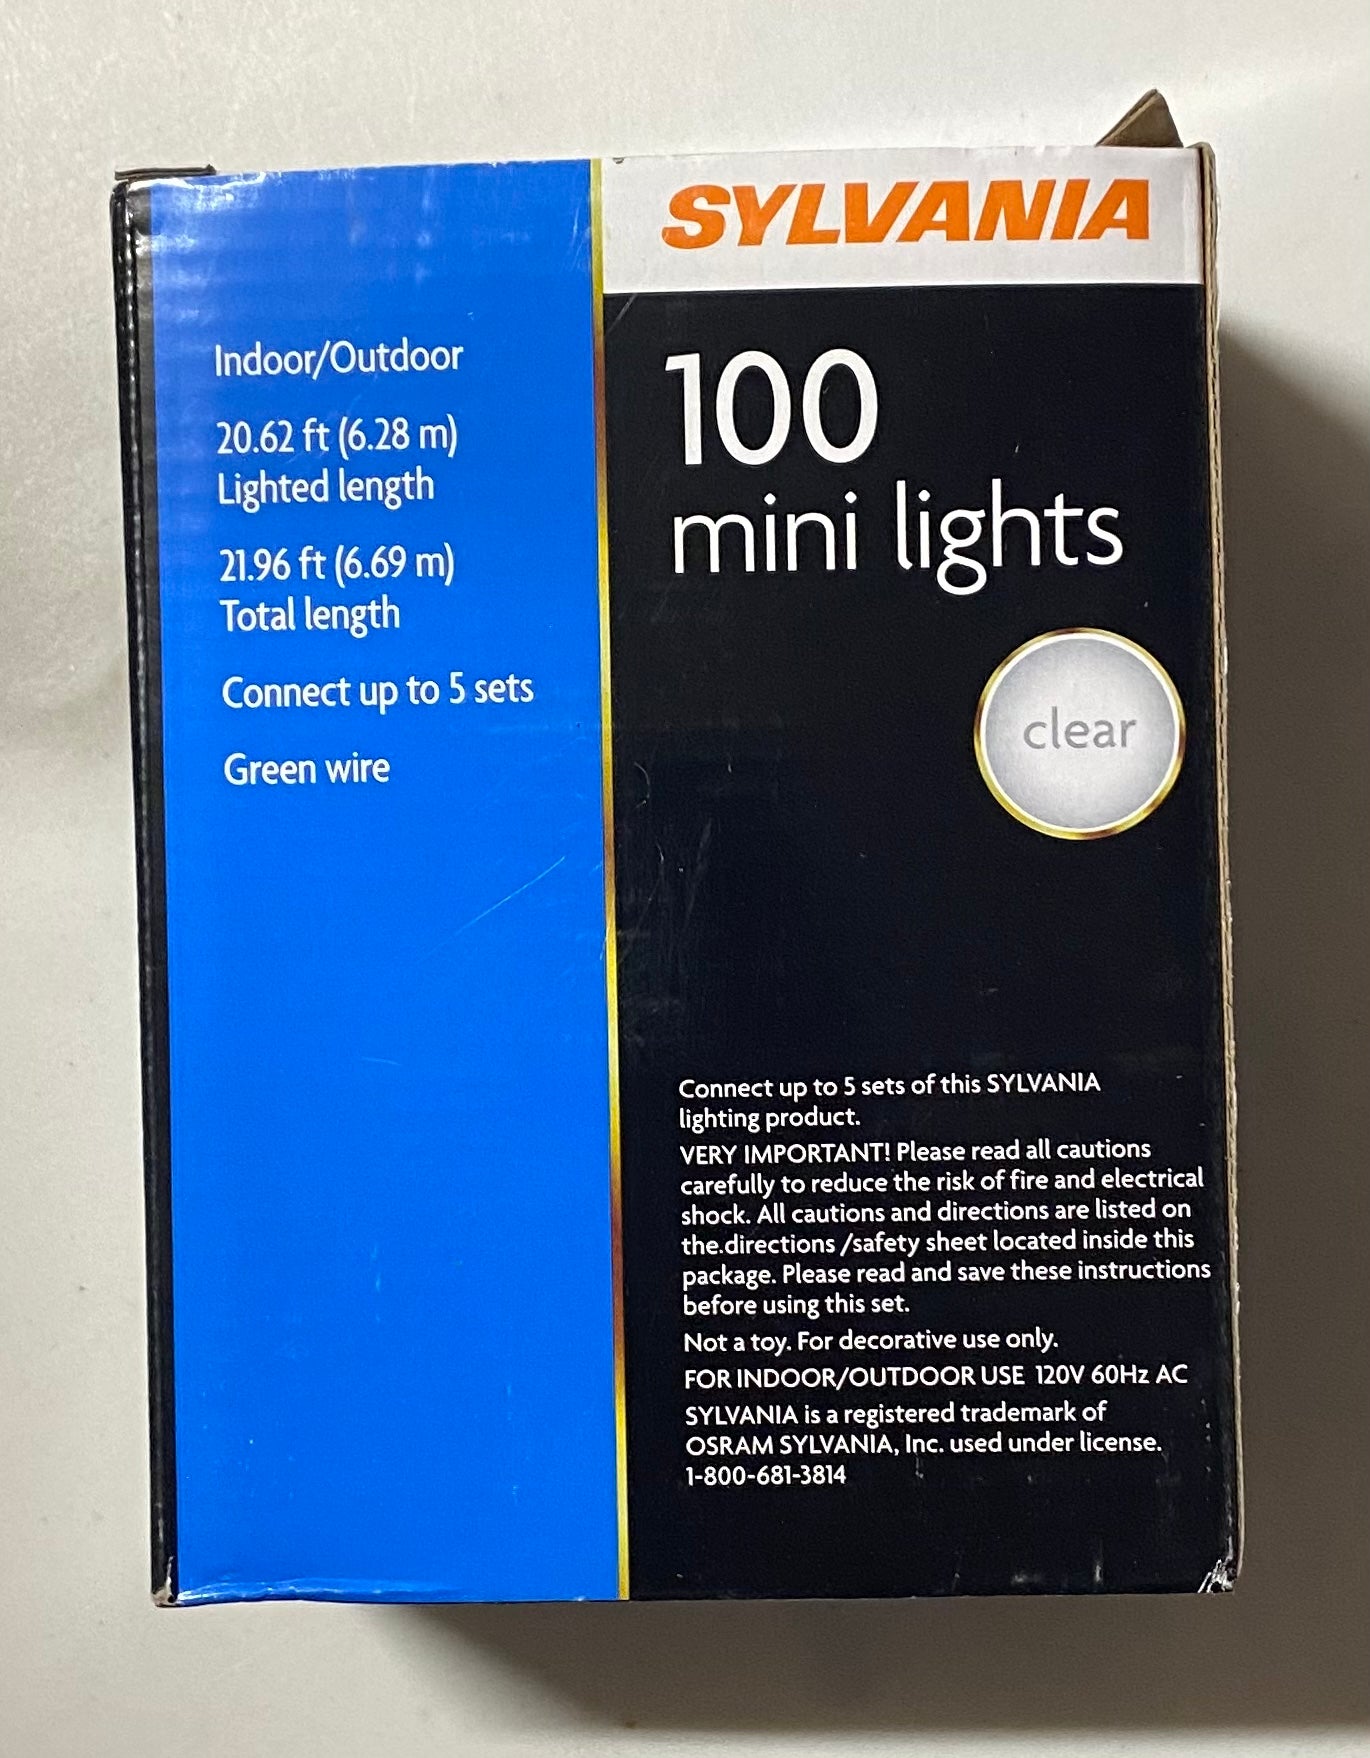 SYLVANIA
Indoor/Outdoor
20.62 ft (6.28 m)
Lighted length
21.96 ft (6.69 m)
Total length
Connect up to 5 sets
Green wire
100
mini lights
clear
Connect up to 5 sets of this SYLVANIA
lighting product.
VERY IMPORTANT! Please read all cautions
carefully to reduce the risk of fire and electrical
shock. All cautions and directions are listed on
the.directions /safety sheet located inside this
package. Please read and save these instructions
before using this set.
Not a toy. For decorative use only.
FOR INDOOR/OUTDOOR USE 120V 60Hz AC
SYLVANIA is a registered trademark of
OSRAM SYLVANIA, Inc. used under license.
1-800-681-3814